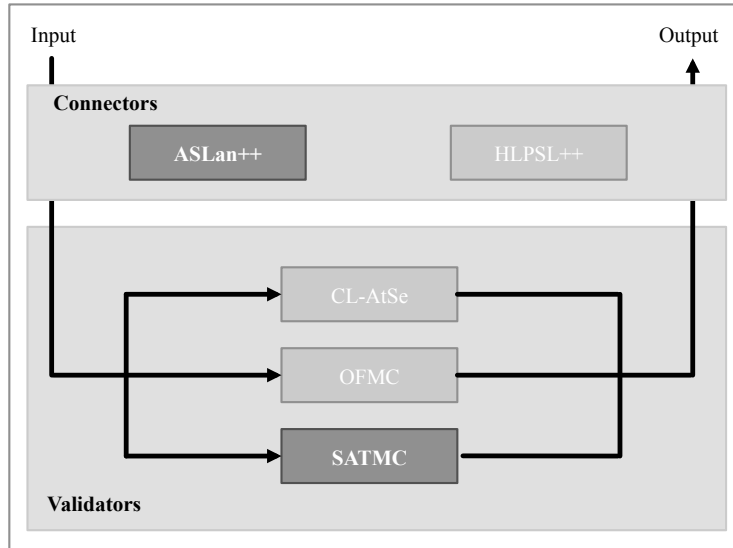 Input
Output
Connectors
ASLan++
HLPSL++
CL-AtSe
OFMC
SATMC
Validators